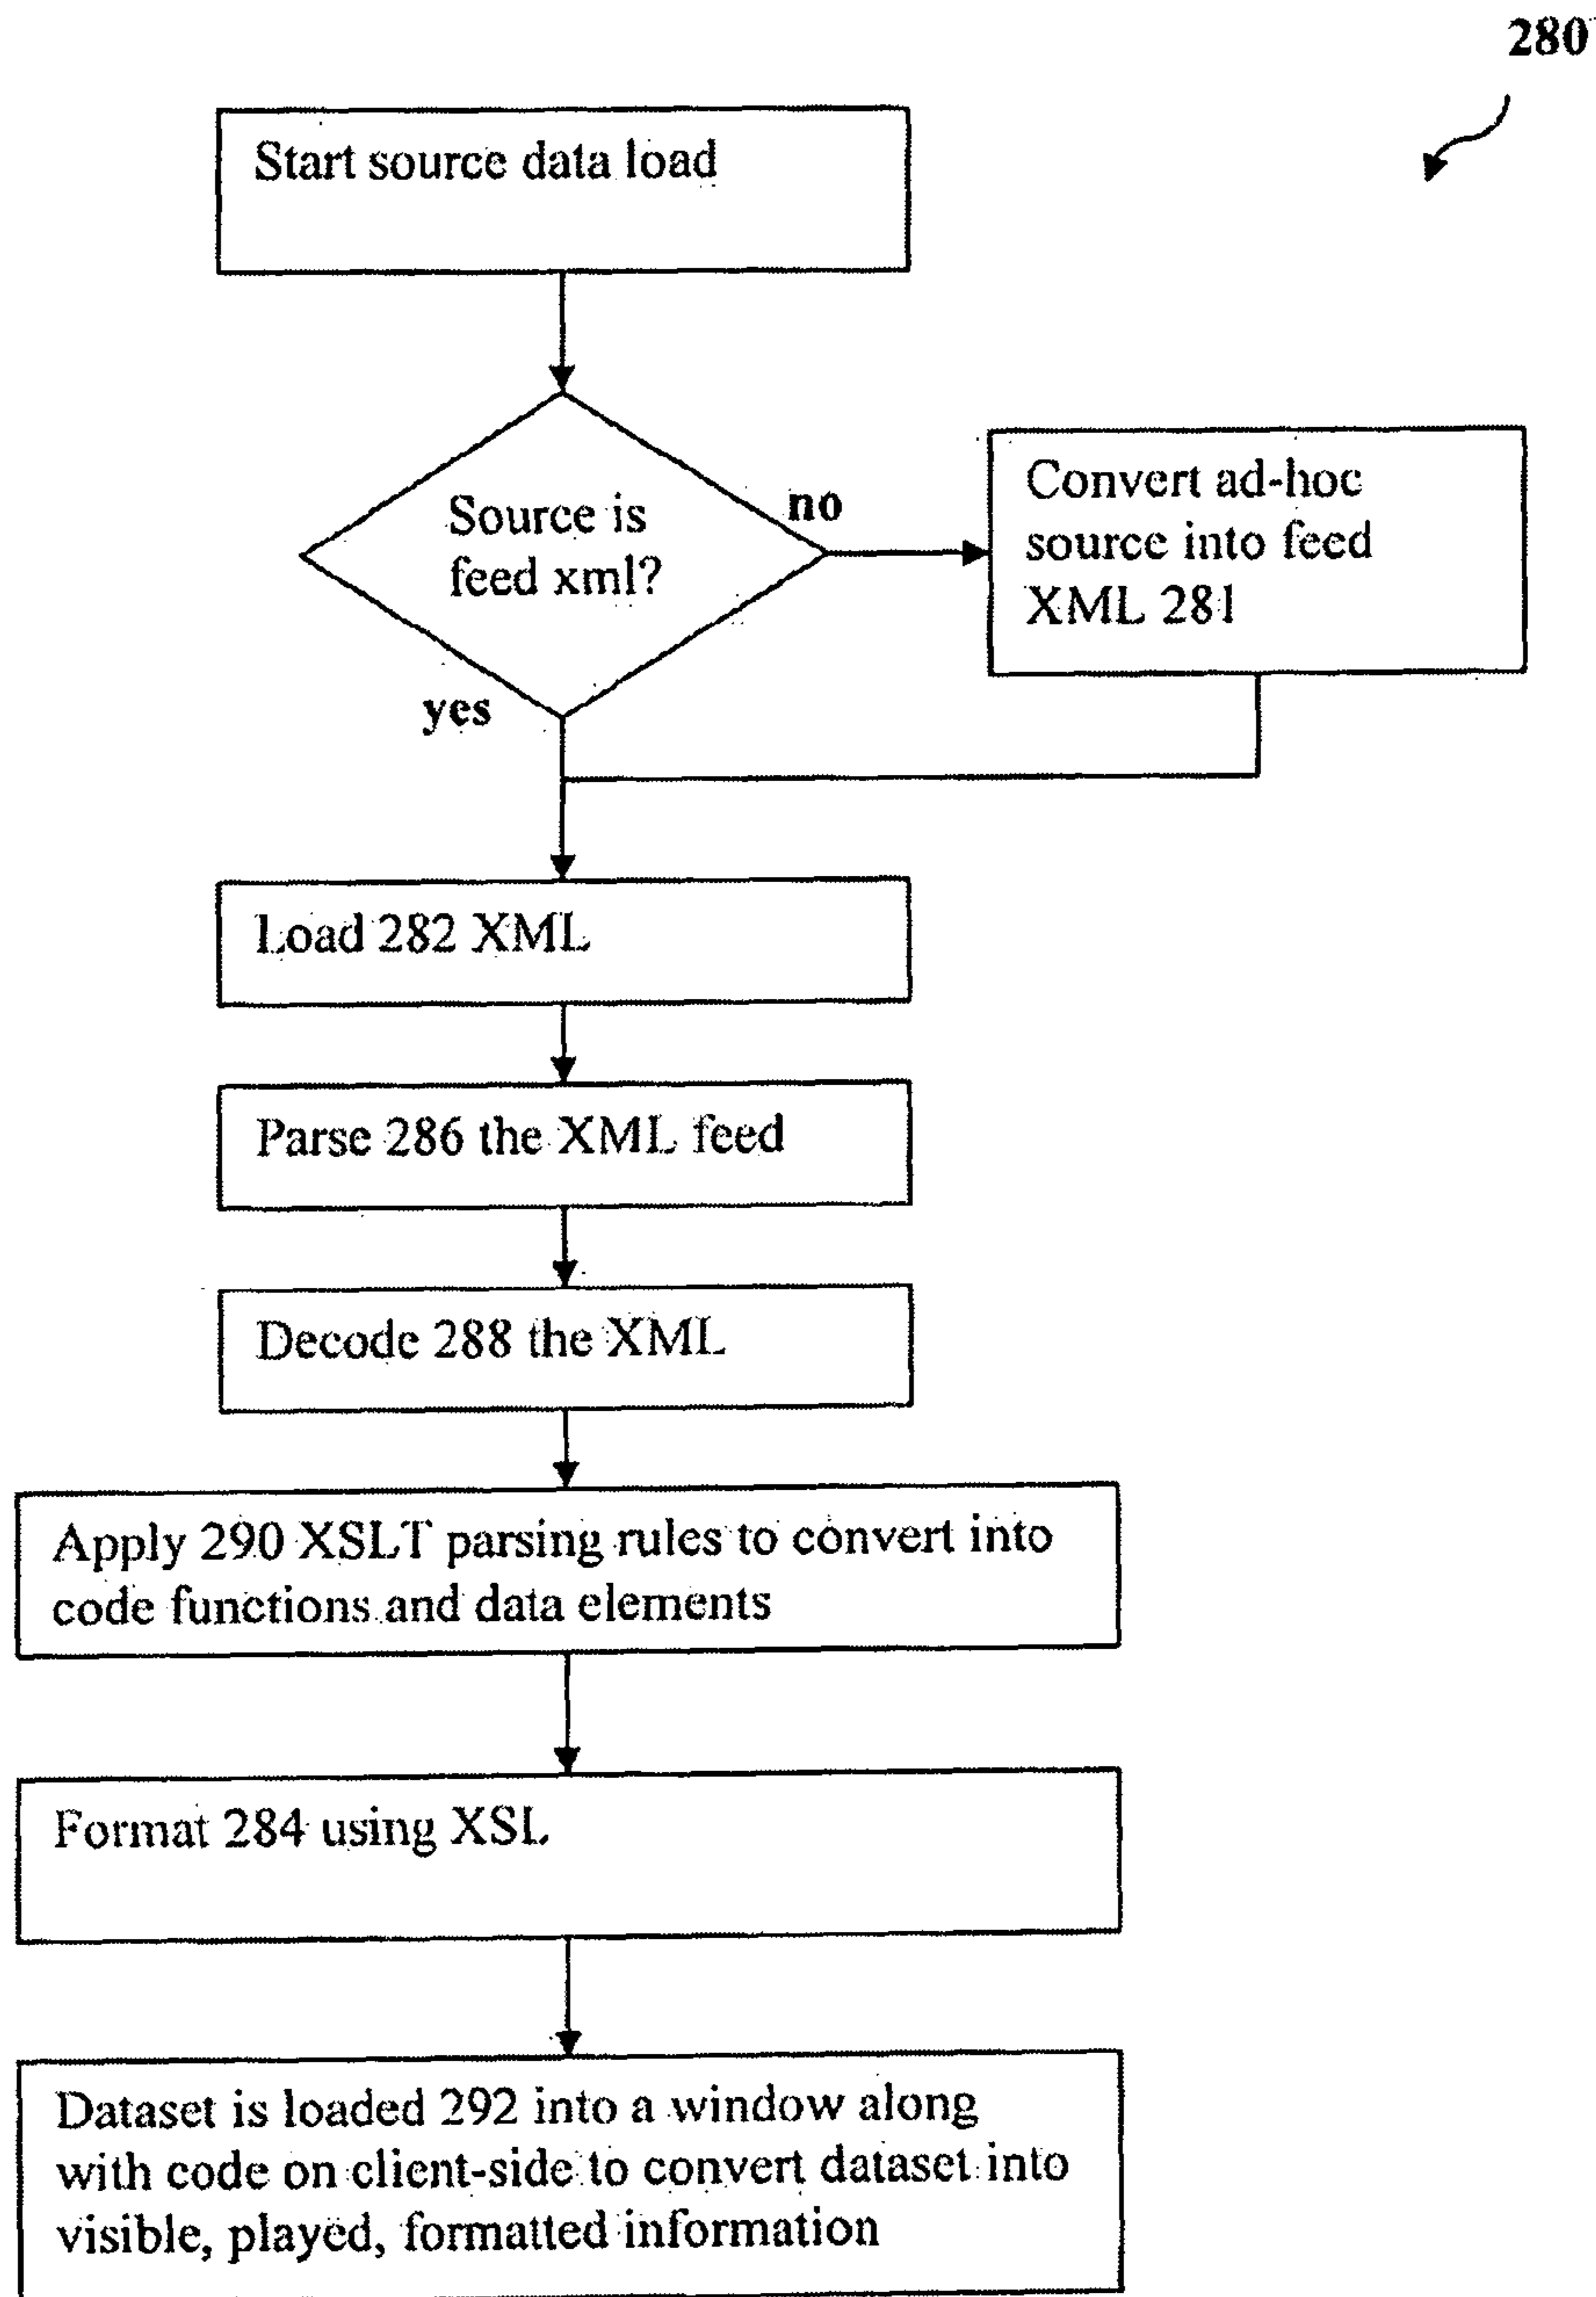 280
Start source data load
Source is
feed xml?
no
Convert ad-hoc
source into feed
XML 281
yes
Load 282 XML
Parse 286 the XML feed
Decode 288 the XML
Apply 290 XSLT parsing rules to convert into
code functions and data elements
Format 284 using XSL
Dataset is loaded 292 into a window along
with code on client-side to convert dataset into
visible, played, formatted information